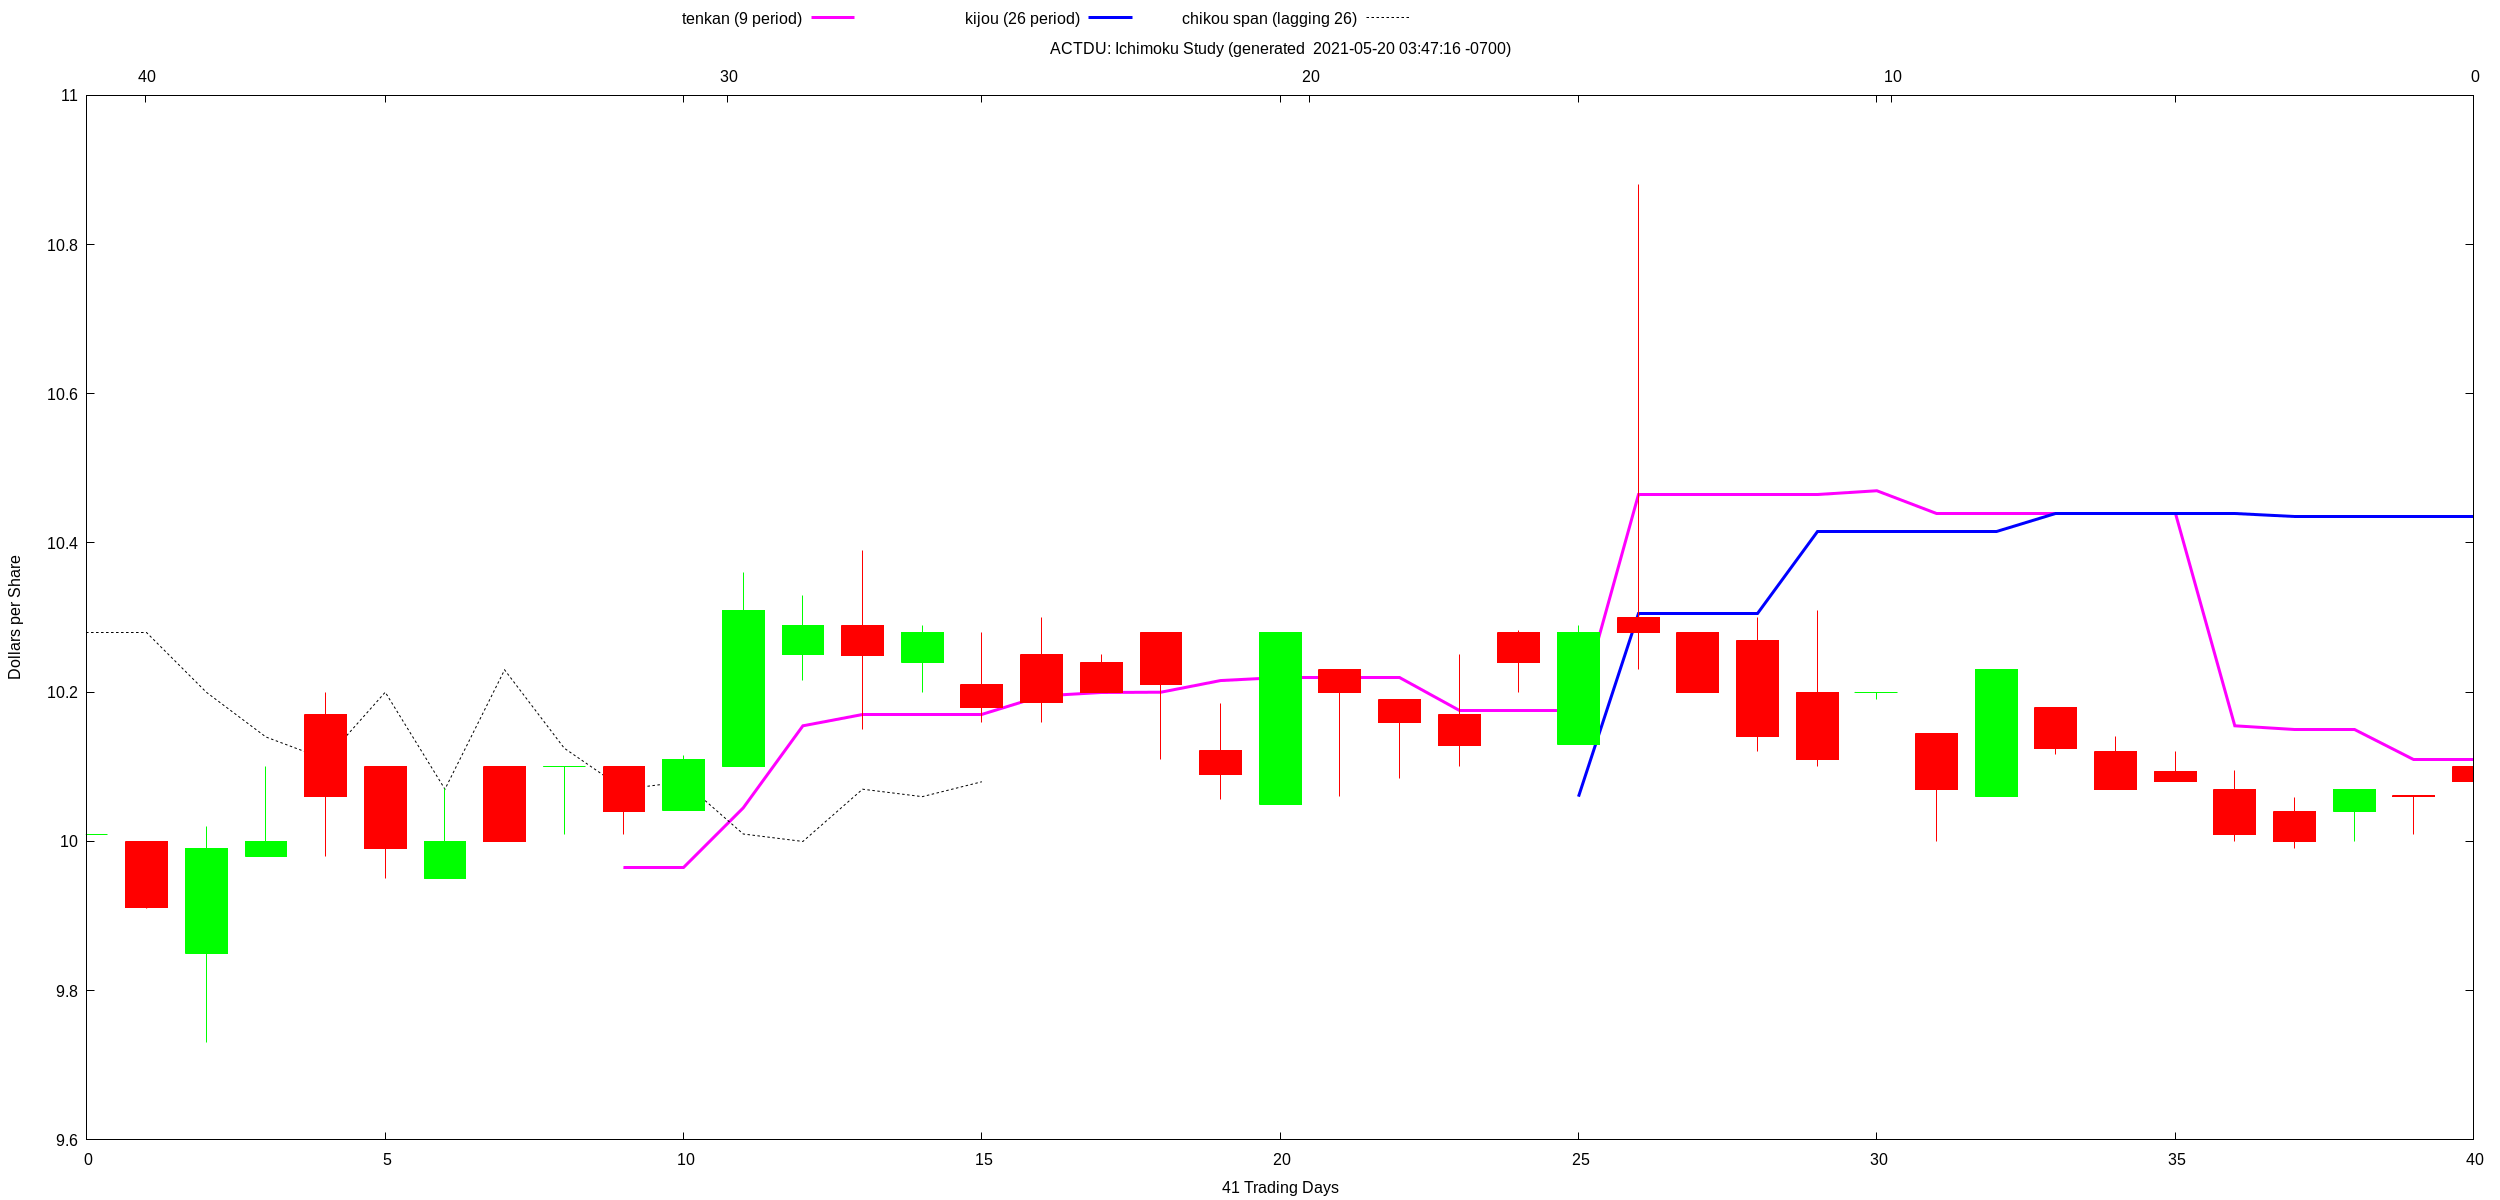 tenkan (9 period) kijou (26 period) chikou span (lagging 26)
ACTDU: Ichimoku Study (generated  2021-05-20 03:47:16 -0700)
40 30 20 10 0
11
10.8
10.6
10.4
10.2
10
9.8
9.6
Dollars per Share
0 5 10 15 20 25 30 35 40
41 Trading Days